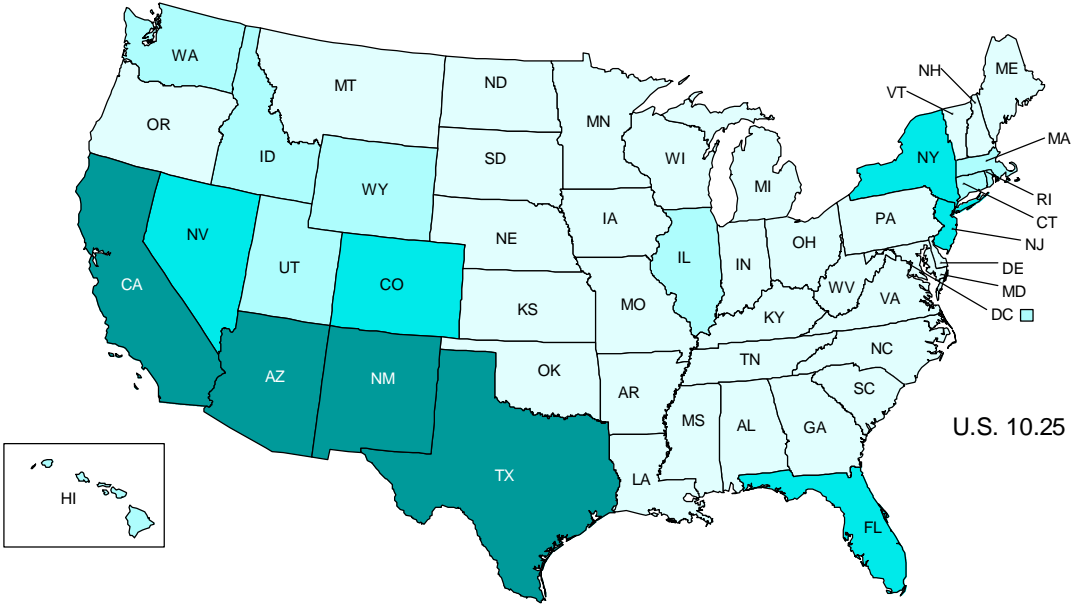 WA
MT
ND
MN
ME
NH
VT
OR
ID
SD
WI
MI
NY
MA
WY
RI
CT
NJ
IA
PA
NV
NE
UT
CO
IL
IN
OH
DE
MD
DC
CA
KS
MO
WV
VA
KY
AZ
NM
OK
TN
NC
AR
SC
MS
AL
GA
U.S. 10.25
TX
LA
HI
FL